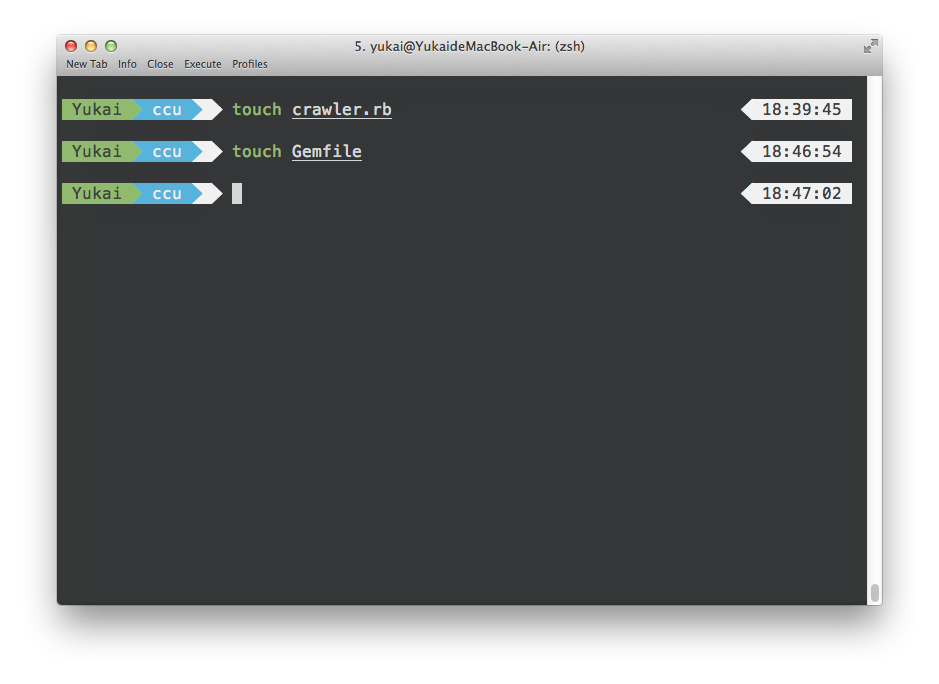 5. yukai@YukaideMacBook-Air: (zsh)
New Tab Info Close Execute Profiles
Yukai ccu touch crawler.rb 18:39:45
Yukai ccu touch Gemfile 18:46:54
Yukai ccu 18:47:02